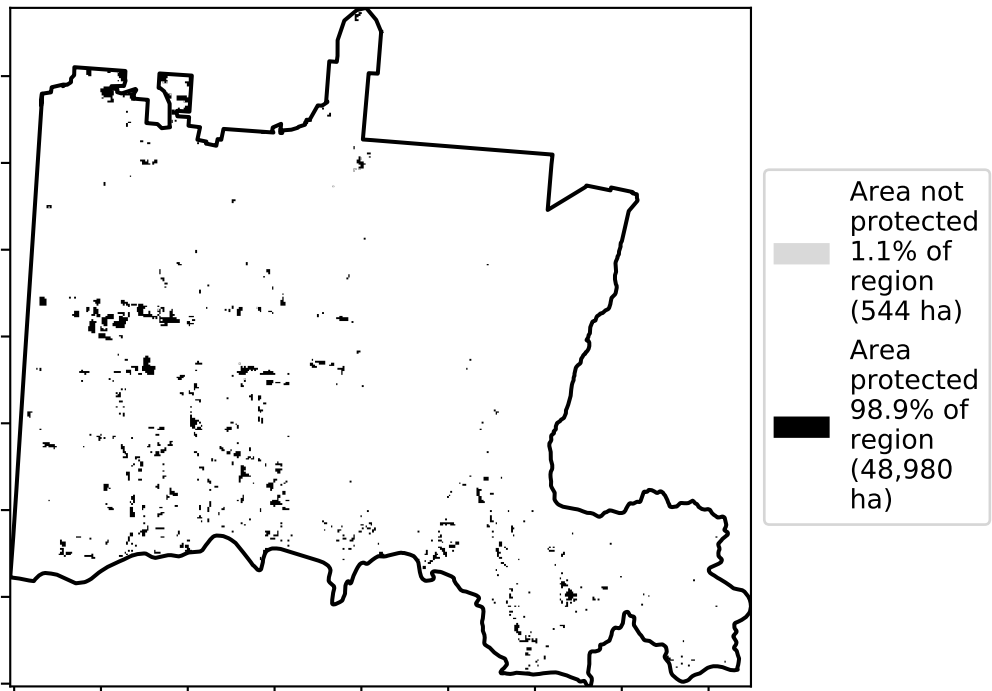 Area not
protected
1.1% of
region
(544 ha)
Area
protected
98.9% of
region
(48,980
ha)